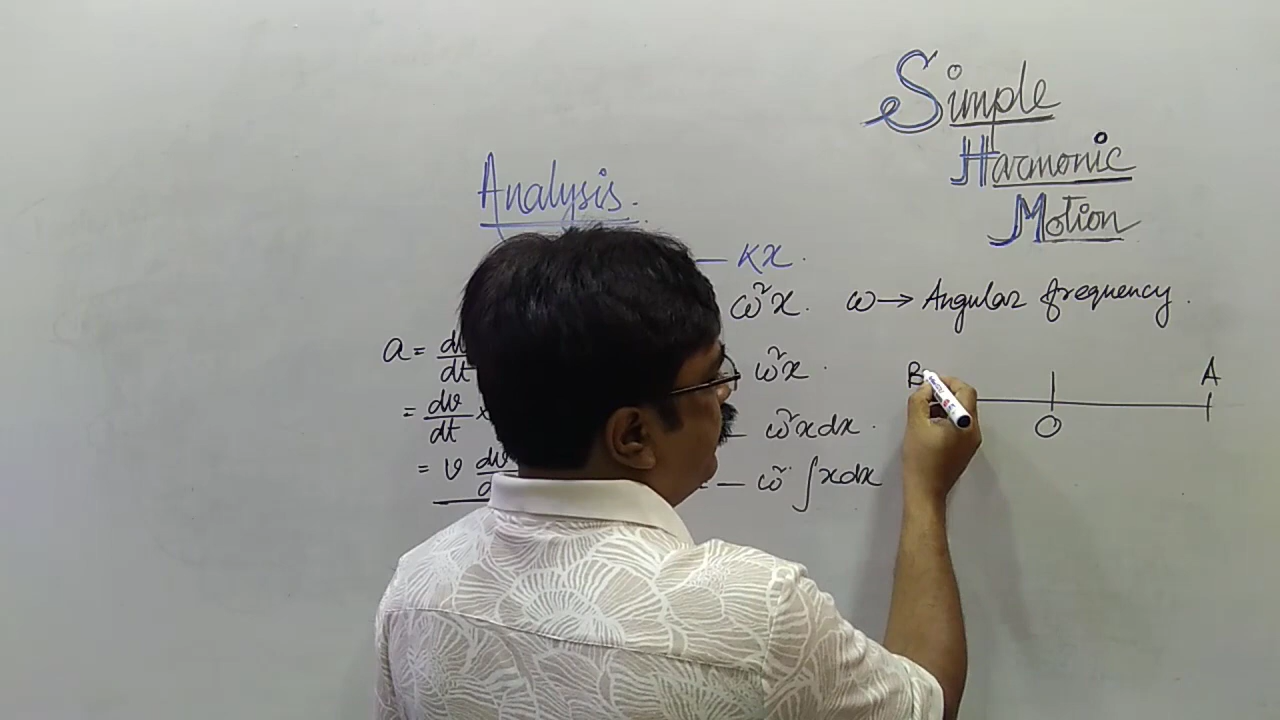 Simple
Harmonic
Motion
Analysis.
— Kx.
ω²x. ω → Angular frequency.
a = dv/dt
ω²x.
= dv/dt ×
— ω²xdx.
= v dv
— ω² ∫xdx
B A
O